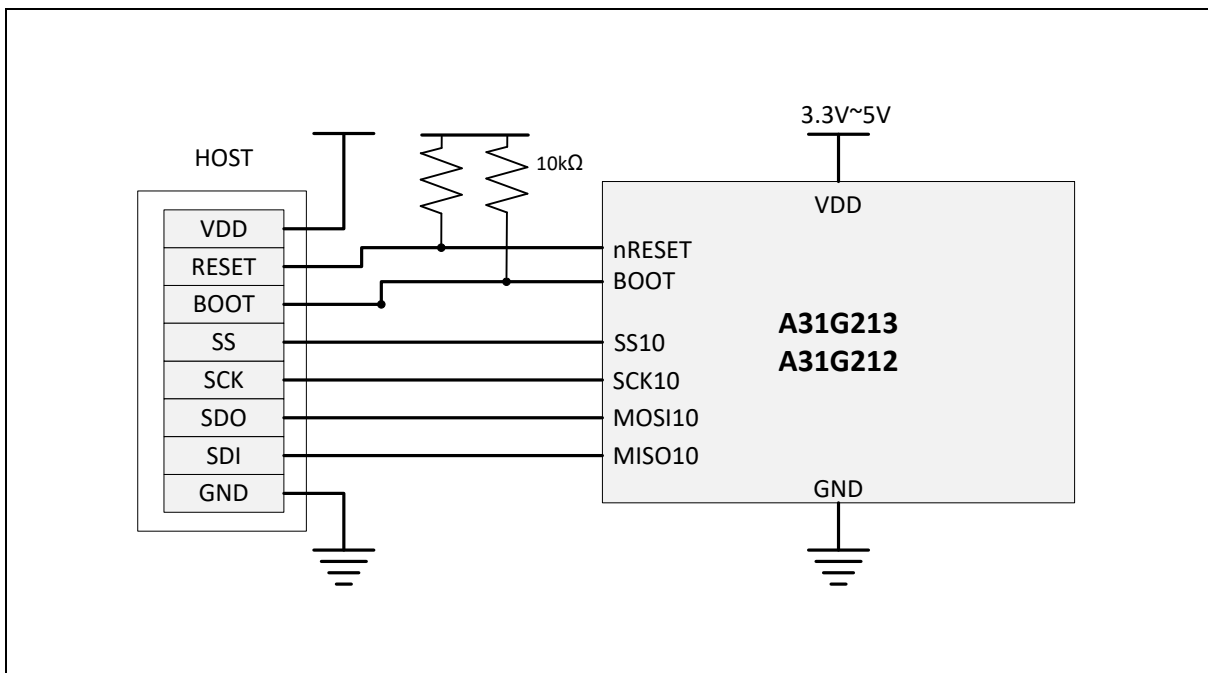 3.3V~5V
HOST
10kΩ
VDD
VDD
nRESET
RESET
BOOT
BOOT
A31G213
SS
SS10
A31G212
SCK
SCK10
SDO
MOSI10
SDI
MISO10
GND
GND